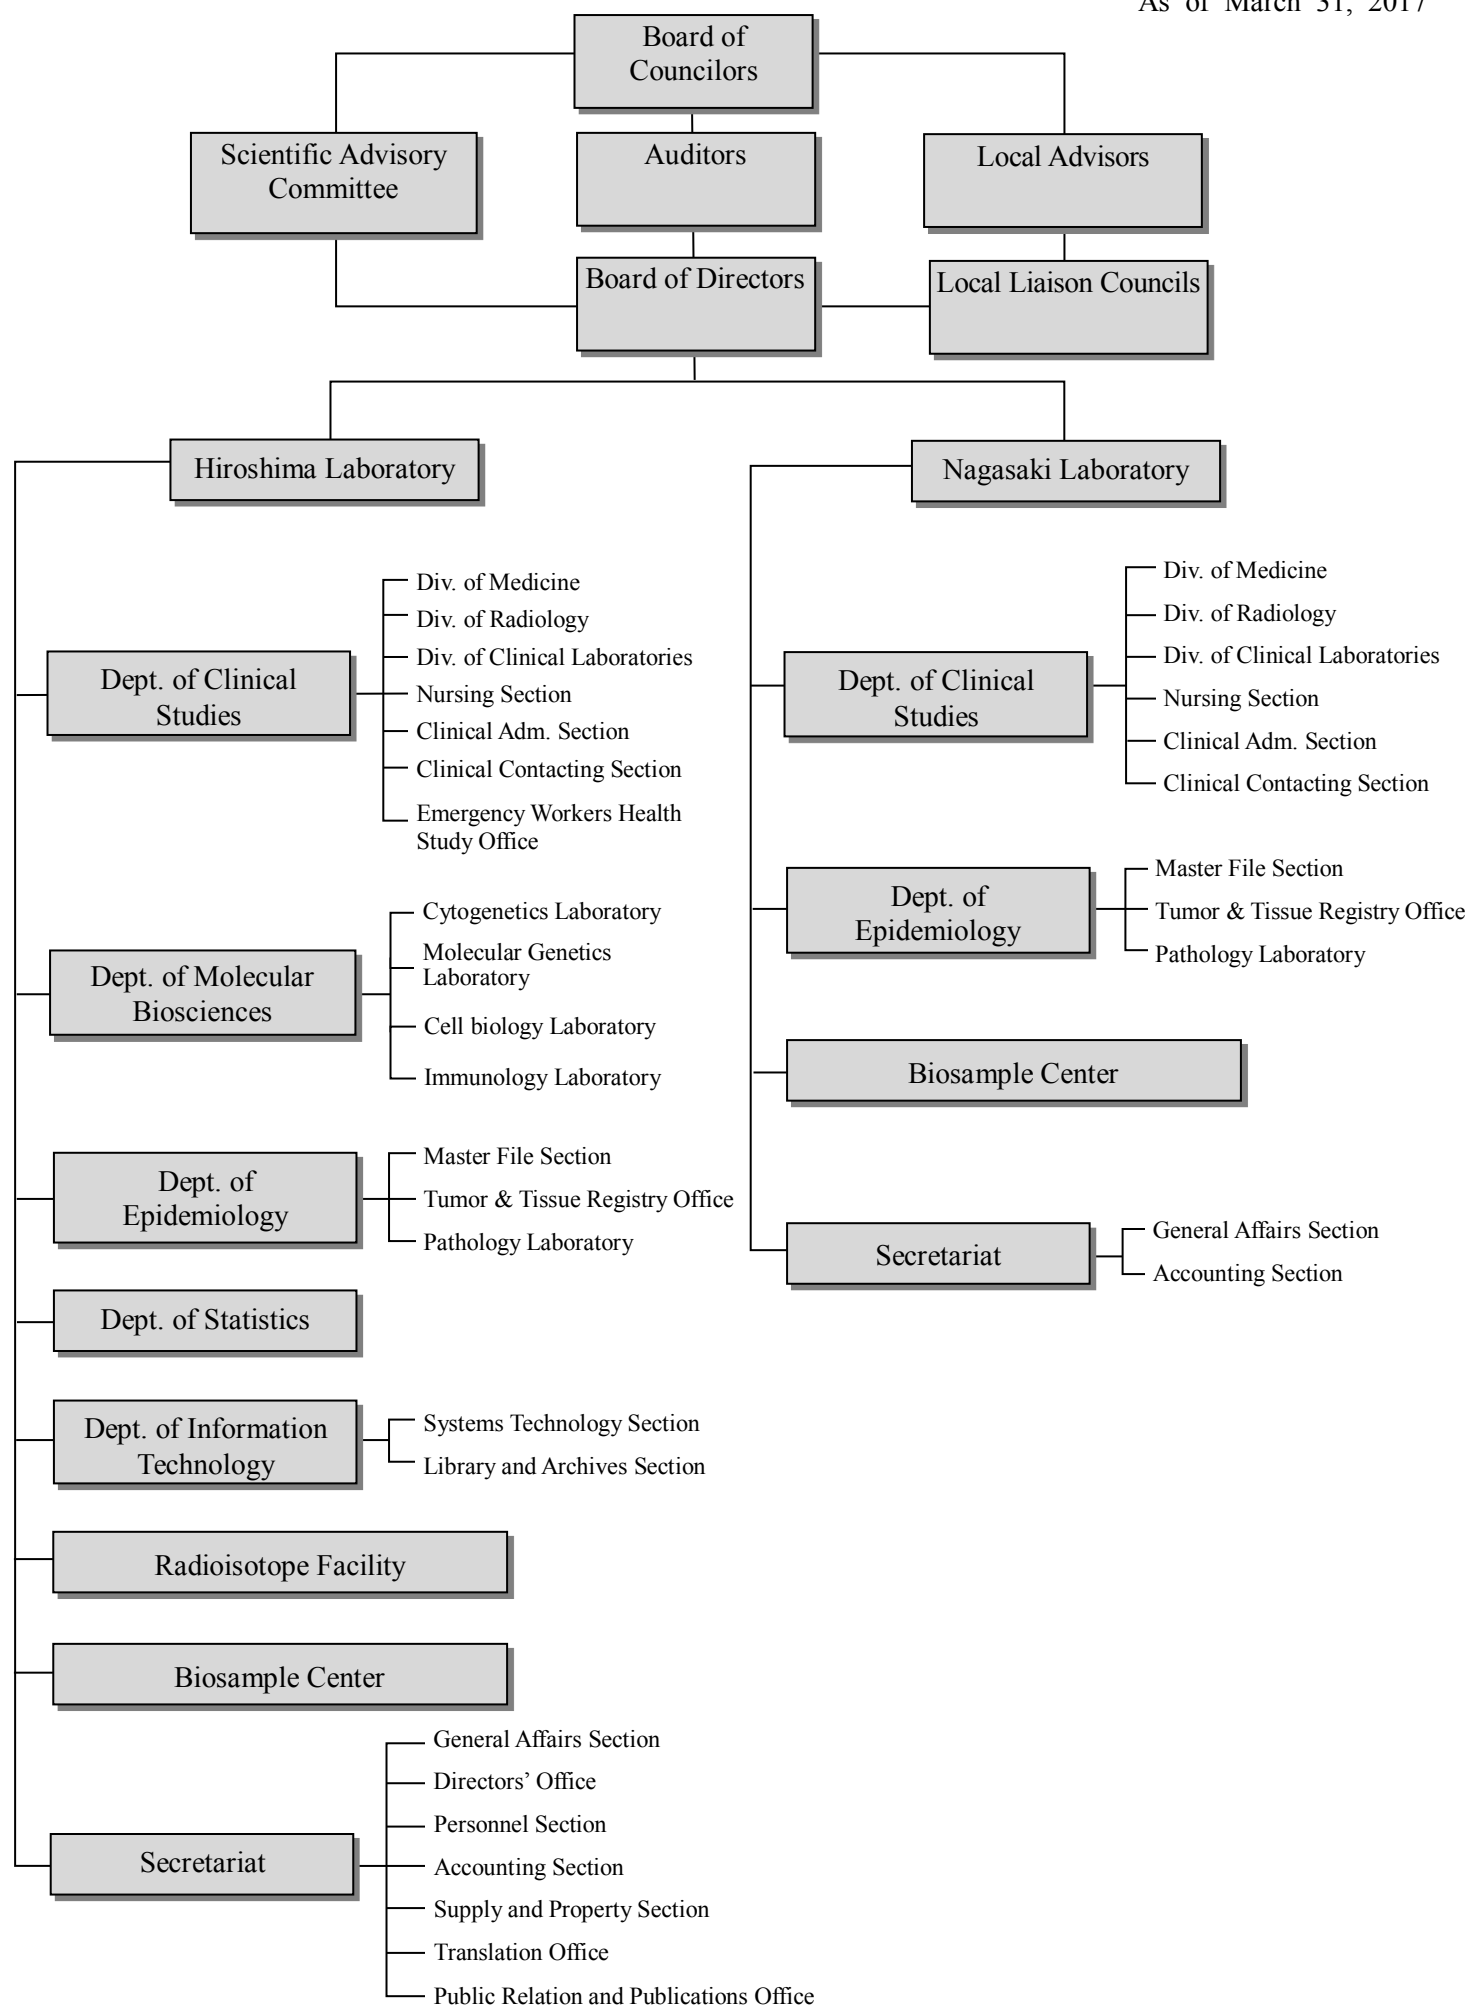 As of March 31, 2017
Board of
Councilors
Scientific Advisory
Committee
Auditors
Local Advisors
Board of Directors
Local Liaison Councils
Hiroshima Laboratory
Nagasaki Laboratory
Dept. of Clinical
Studies
Div. of Medicine
Div. of Radiology
Div. of Clinical Laboratories
Nursing Section
Clinical Adm. Section
Clinical Contacting Section
Emergency Workers Health
Study Office
Dept. of Molecular
Biosciences
Cytogenetics Laboratory
Molecular Genetics
Laboratory
Cell biology Laboratory
Immunology Laboratory
Dept. of
Epidemiology
Master File Section
Tumor & Tissue Registry Office
Pathology Laboratory
Dept. of Statistics
Dept. of Information
Technology
Systems Technology Section
Library and Archives Section
Radioisotope Facility
Biosample Center
Secretariat
General Affairs Section
Directors’ Office
Personnel Section
Accounting Section
Supply and Property Section
Translation Office
Public Relation and Publications Office
Dept. of Clinical
Studies
Div. of Medicine
Div. of Radiology
Div. of Clinical Laboratories
Nursing Section
Clinical Adm. Section
Clinical Contacting Section
Dept. of
Epidemiology
Master File Section
Tumor & Tissue Registry Office
Pathology Laboratory
Biosample Center
Secretariat
General Affairs Section
Accounting Section